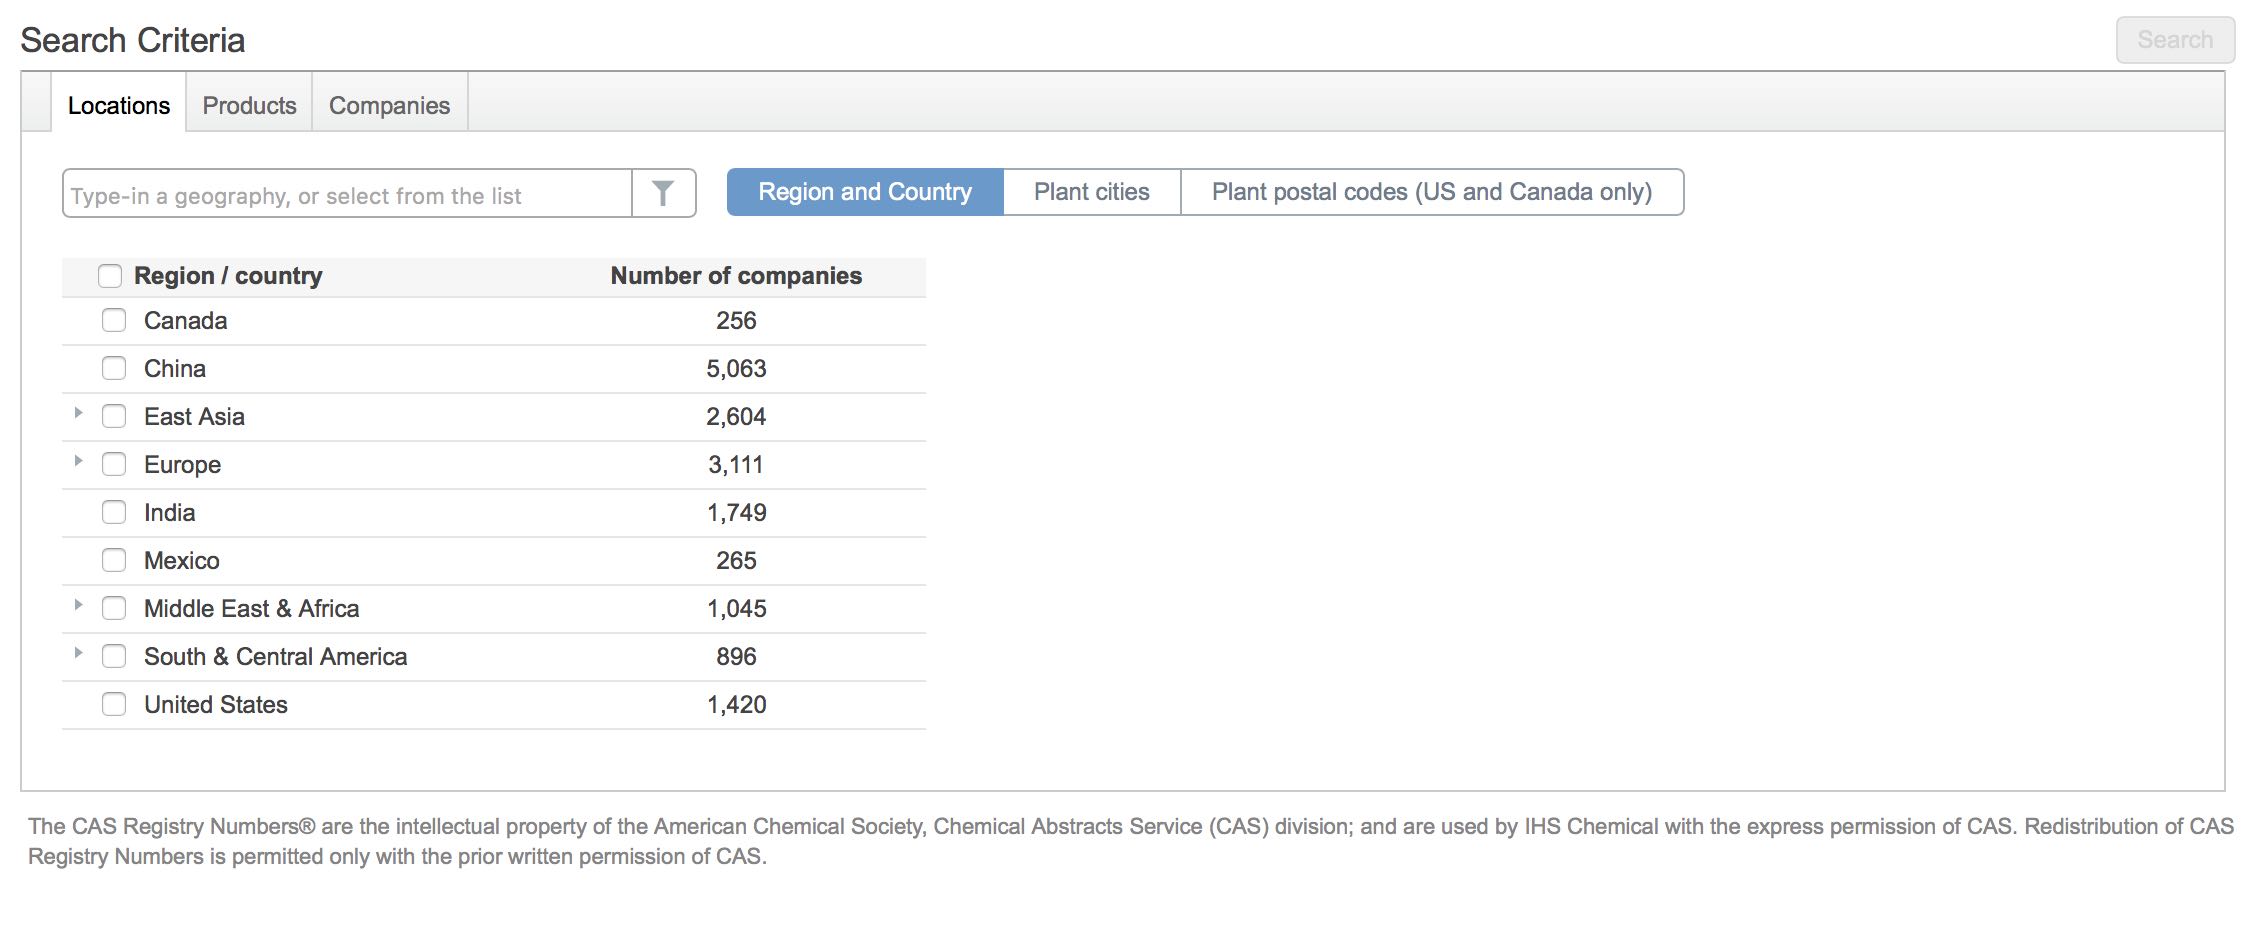 Search Criteria
Search
Locations Products Companies
Type-in a geography, or select from the list
Region and Country Plant cities Plant postal codes (US and Canada only)
Region / country Number of companies
Canada 256
China 5,063
East Asia 2,604
Europe 3,111
India 1,749
Mexico 265
Middle East & Africa 1,045
South & Central America 896
United States 1,420
The CAS Registry Numbers® are the intellectual property of the American Chemical Society, Chemical Abstracts Service (CAS) division; and are used by IHS Chemical with the express permission of CAS. Redistribution of CAS
Registry Numbers is permitted only with the prior written permission of CAS.